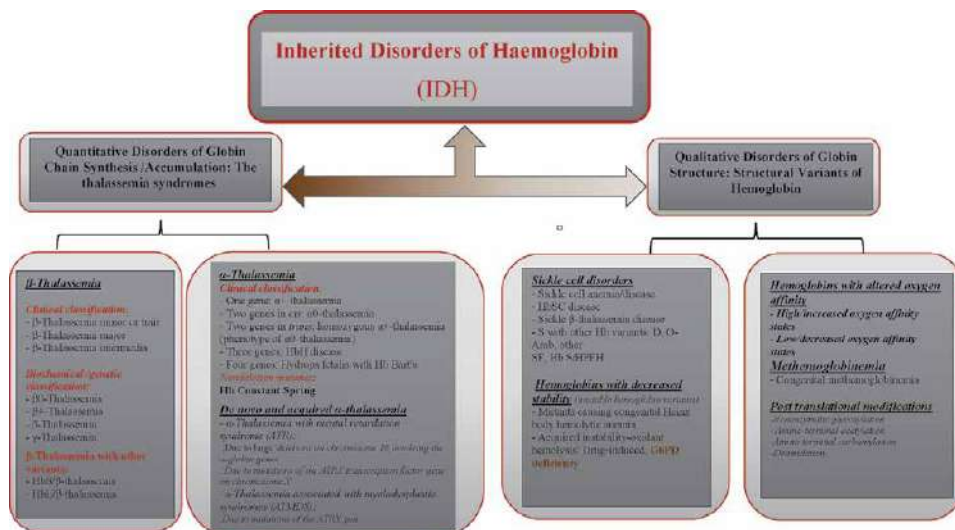 Inherited Disorders of Haemoglobin
(IDH)
Quantitative Disorders of Globin
Chain Synthesis /Accumulation: The
thalassemia syndromes
Qualitative Disorders of Globin
Structure: Structural Variants of
Hemoglobin
β-Thalassemia
Clinical classification:
- β-Thalassemia minor or trait
- β-Thalassemia major
- β-Thalassemia intermedia
Biochemical/genetic
classification:
- β0-Thalassemia
- β+-Thalassemia
-Thalassemia
-Thalassemia
β-Thalassemia with other
variants:
- HbS/β-thalassemia
- HbE/β-thalassemia
α-Thalassemia
Clinical classification:
- One gene: α+-thalassemia
- Two genes in cis: α0-thalassemia
- Two genes in trans: homozygous α+-thalassemia
(phenotype of α0-thalassemia)
- Three genes: HbH disease
- Four genes: Hydrops fetalis with Hb Bart's
Hb Constant Spring
De novo and acquired α-thalassemia
- α-Thalassemia with mental retardation
syndrome (ATR):
Due to large deletions on chromosome 16 involving the
α-globin genes
Due to mutations of the transcription factor gene
on chromosome X
α-Thalassemia associated with myelodysplastic
syndromes (ATMDS):
Due to mutations of the ATRX gene
Sickle cell disorders
- Sickle cell anemia/disease
- HbSC disease
- Sickle β-thalassemia disease
- S with other Hb variants: D, O-
Arab, other
SF, Hb S/HPFH
Hemoglobins with decreased
stability (unstable hemoglobin variants)
- Mutants causing congenital Heinz
body hemolytic anemia
- Acquired instability-oxidant
hemolysis: Drug-induced, G6PD
deficiency
Hemoglobins with altered oxygen
affinity
- High/increased oxygen affinity
states
- Low/decreased oxygen affinity
states
Methemoglobinemia
- Congenital methemoglobinemia
Post translational modifications
- Nonenzymatic glycosylation
- Amino-terminal acetylation
- Amino-terminal carbamylation
- Deamidation